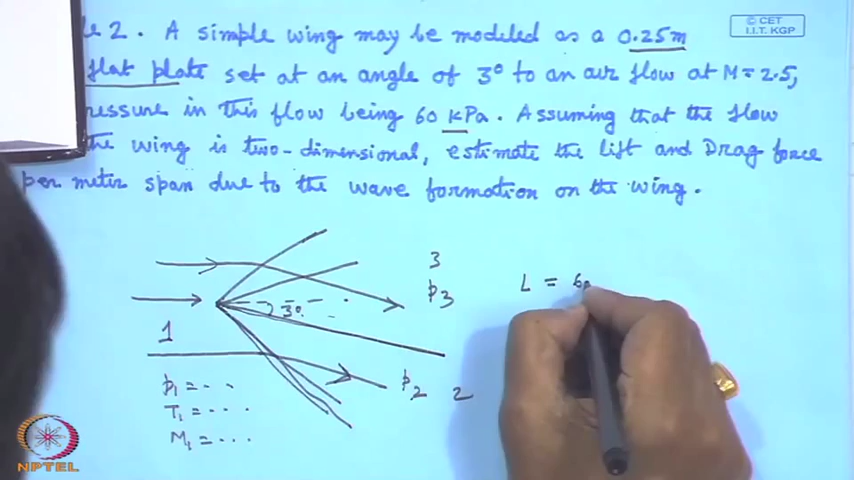 2. A simple wing may be modeled as a 0.25m
© CET
I.I.T. KGP
flat plate set at an angle of 3° to an air flow at M = 2.5,
ressure in this flow being 60 kPa. Assuming that the flow
the wing is two-dimensional, estimate the lift and Drag force
per meter span due to the wave formation on the wing.
3
p3
L =
3°
1
p2 2
p1 = ...
T1 = ...
M1 = ...
NPTEL